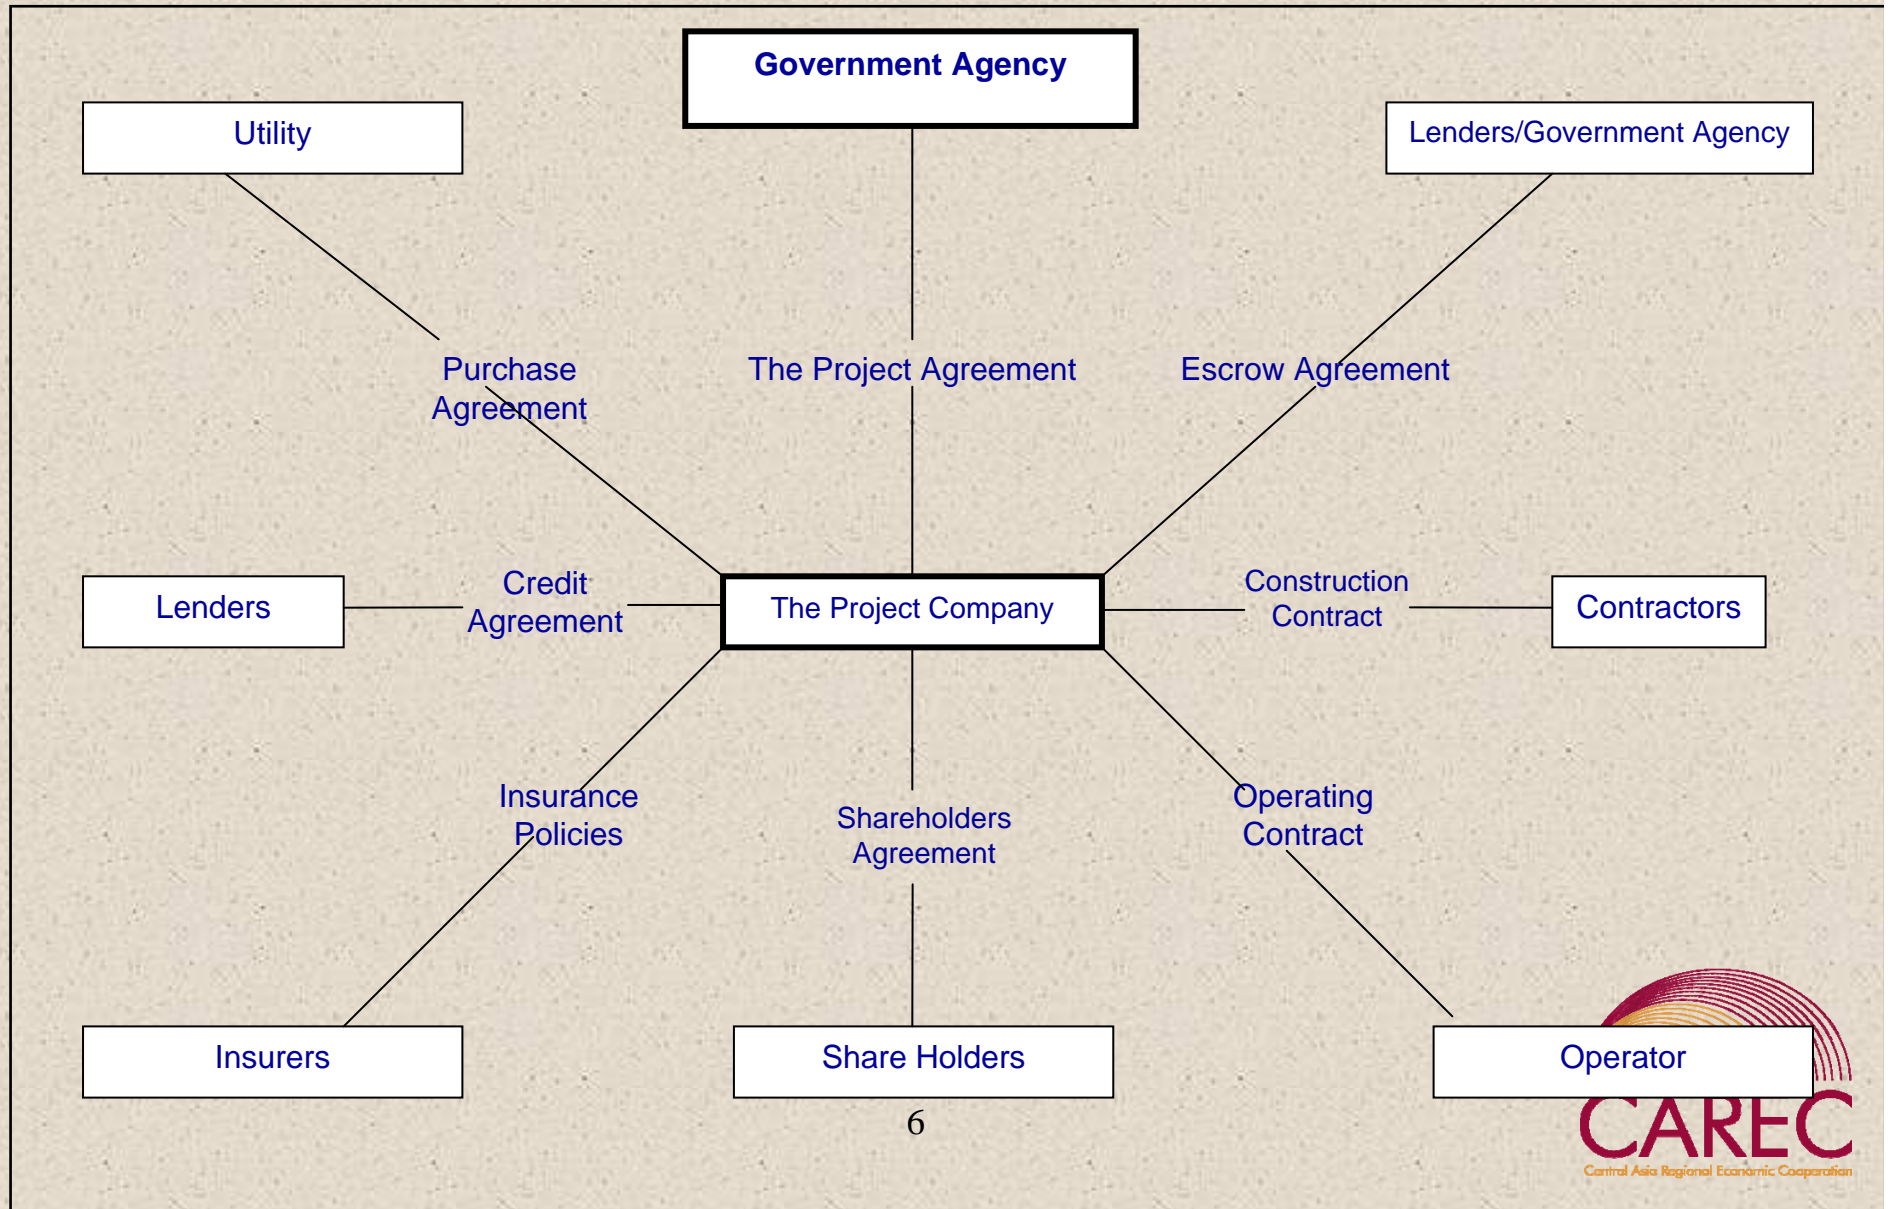 Government Agency
Utility
Lenders/Government Agency
Purchase
Agreement
The Project Agreement
Escrow Agreement
Lenders
Credit
Agreement
The Project Company
Construction
Contract
Contractors
Insurance
Policies
Shareholders
Agreement
Operating
Contract
Insurers
Share Holders
Operator
6
CAREC
Central Asia Regional Economic Cooperation